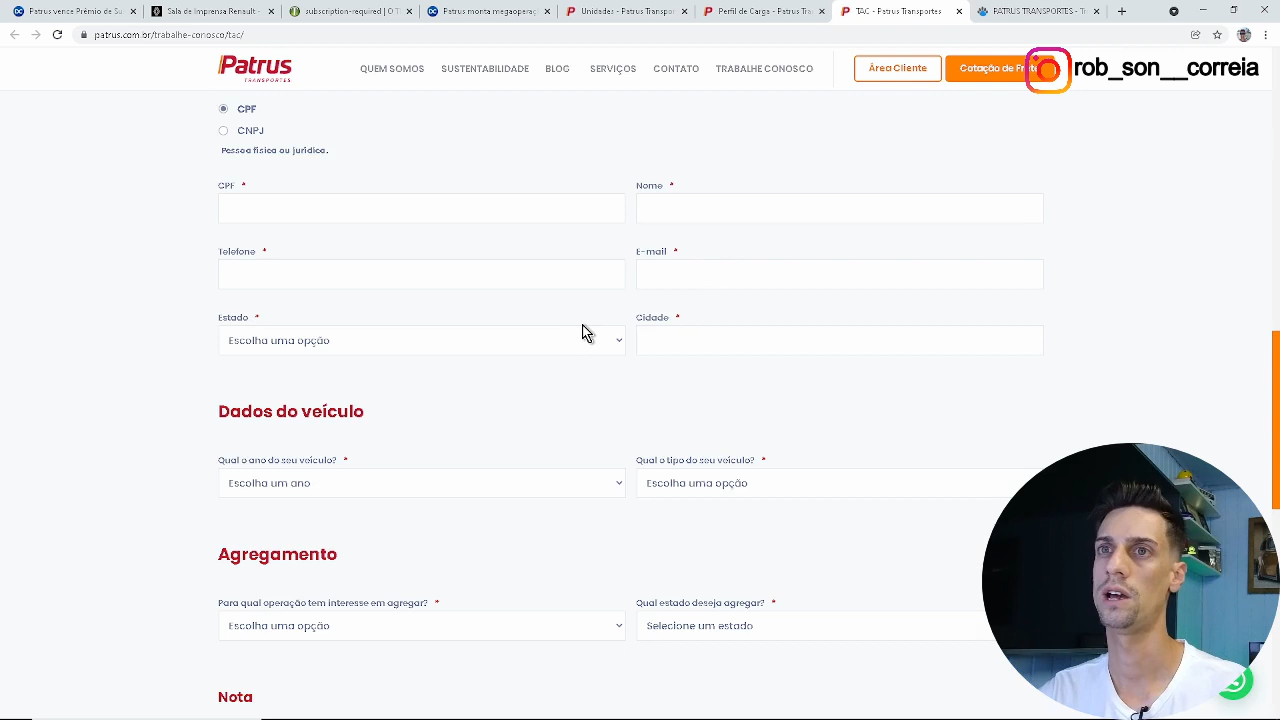 Patrus vence Prêmio de Su
Sala de Imprensa Renault -
subscription-required | O Ti
Patrus monta megaoperaç
Unidades - Patrus Transport
Perfil de Carga - Patrus Tra
TAC - Patrus Transportes
PATRUS TRANSPORTES - Ti
patrus.com.br/trabalhe-conosco/tac/
Patrus
TRANSPORTES
EM SOMOS
SUSTENTABILIDADE
BLOG
SERVIÇOS
CONTATO
TRABALHE CONOSCO
Área Cliente
Cotação de Frete
rob_son__correia
CPF
CNPJ
Pessoa física ou jurídica.
CPF *
Nome *
Telefone *
E-mail *
Estado *
Cidade *
Escolha uma opção
Dados do veículo
Qual o ano do seu veículo? *
Qual o tipo do seu veículo? *
Escolha um ano
Escolha uma opção
Agregamento
Para qual operação tem interesse em agregar? *
Qual estado deseja agregar? *
Escolha uma opção
Selecione um estado
Nota